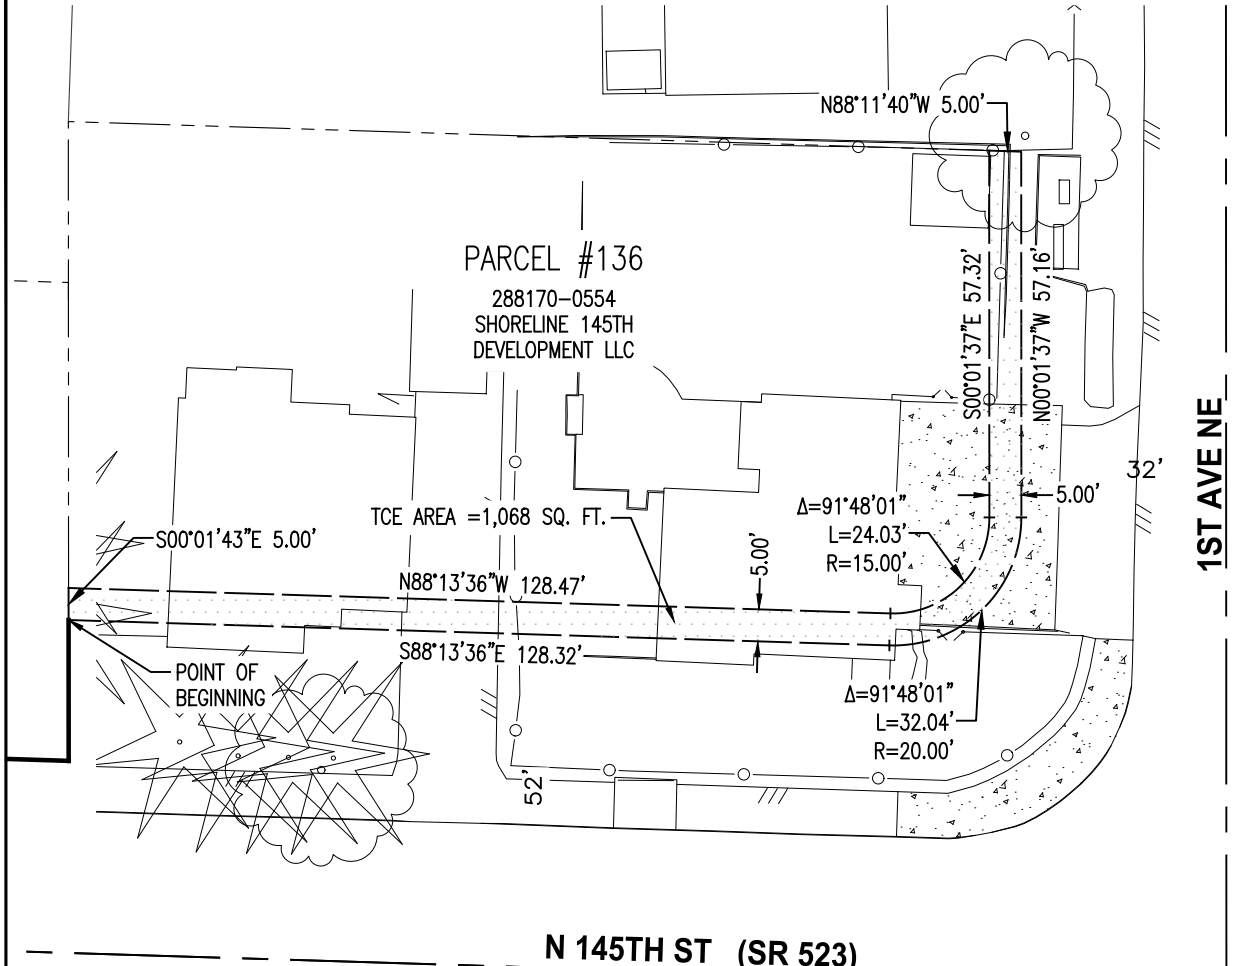 N88°11'40"W 5.00'
PARCEL #136
288170-0554
SHORELINE 145TH
DEVELOPMENT LLC
S00°01'37"E 57.32'
N00°01'37"W 57.16'
1ST AVE NE
32'
5.00'
Δ=91°48'01"
L=24.03'
R=15.00'
TCE AREA =1,068 SQ. FT.
S00°01'43"E 5.00'
5.00'
N88°13'36"W 128.47'
S88°13'36"E 128.32'
POINT OF
BEGINNING
Δ=91°48'01"
L=32.04'
R=20.00'
52'
N 145TH ST (SR 523)